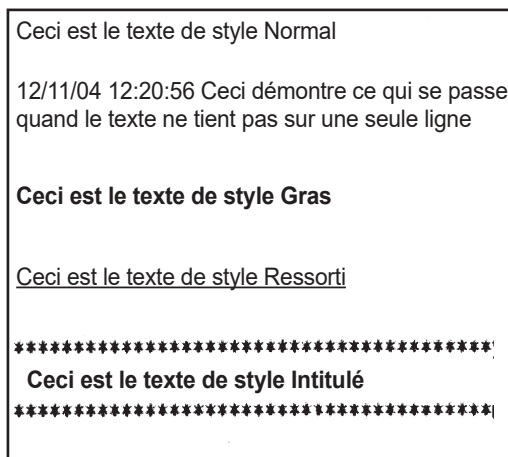 Ceci est le texte de style Normal
12/11/04 12:20:56 Ceci démontre ce qui se passe
quand le texte ne tient pas sur une seule ligne
Ceci est le texte de style Gras
Ceci est le texte de style Ressorti
************************************************
Ceci est le texte de style Intitulé
************************************************